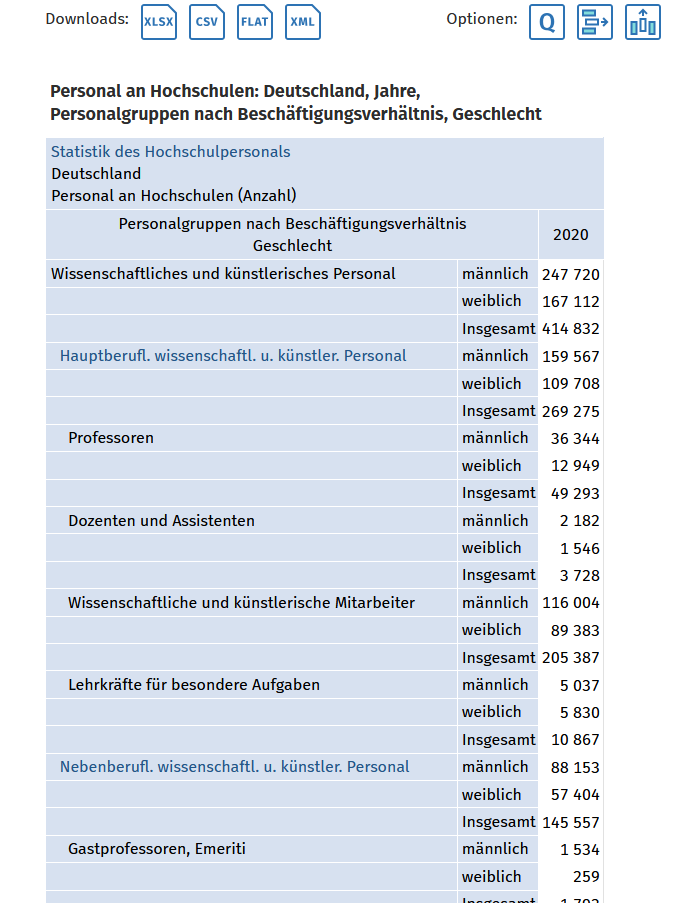 Downloads: XLSX CSV FLAT XML Optionen: Q
Personal an Hochschulen: Deutschland, Jahre,
Personalgruppen nach Beschäftigungsverhältnis, Geschlecht
Statistik des Hochschulpersonals
Deutschland
Personal an Hochschulen (Anzahl)
Personalgruppen nach Beschäftigungsverhältnis
Geschlecht
2020
Wissenschaftliches und künstlerisches Personal männlich 247 720
weiblich 167 112
Insgesamt 414 832
Hauptberufl. wissenschaftl. u. künstler. Personal männlich 159 567
weiblich 109 708
Insgesamt 269 275
Professoren männlich 36 344
weiblich 12 949
Insgesamt 49 293
Dozenten und Assistenten männlich 2 182
weiblich 1 546
Insgesamt 3 728
Wissenschaftliche und künstlerische Mitarbeiter männlich 116 004
weiblich 89 383
Insgesamt 205 387
Lehrkräfte für besondere Aufgaben männlich 5 037
weiblich 5 830
Insgesamt 10 867
Nebenberufl. wissenschaftl. u. künstler. Personal männlich 88 153
weiblich 57 404
Insgesamt 145 557
Gastprofessoren, Emeriti männlich 1 534
weiblich 259
Insgesamt